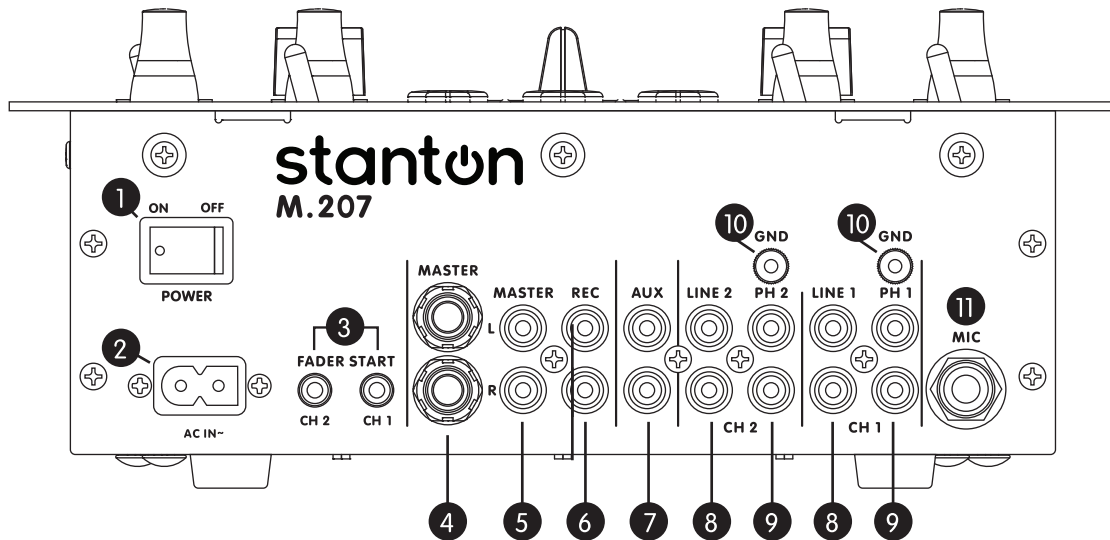 stanton
M.207
1
ON OFF
POWER
2
AC IN~
3
FADER START
CH 2 CH 1
MASTER
MASTER REC AUX LINE 2 PH 2 LINE 1 PH 1
10 GND 10 GND
L
R
CH 2 CH 1
11
MIC
4 5 6 7 8 9 8 9